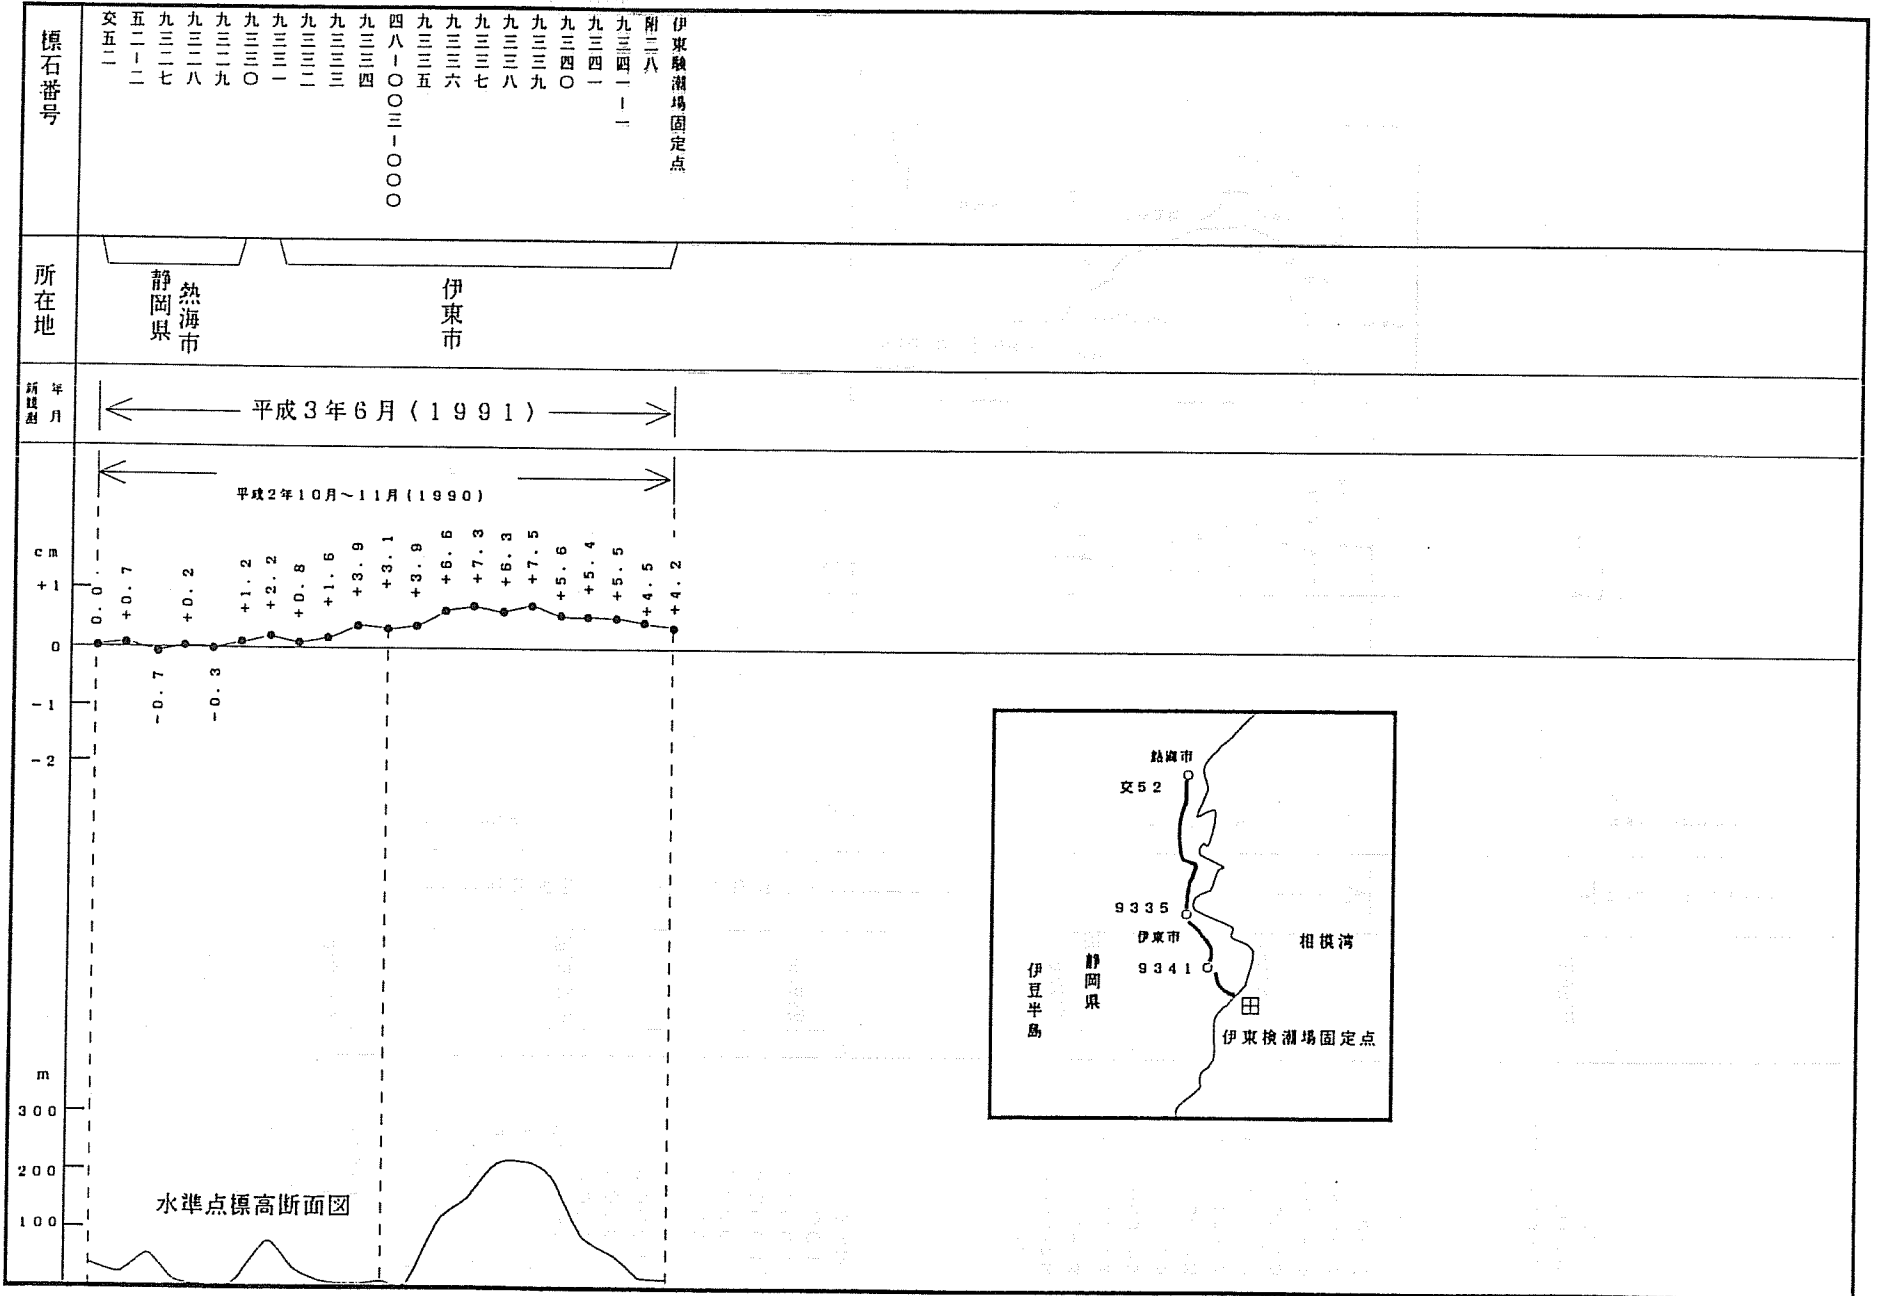 標石番号
交五二
五二ー二
九三二七
九三二八
九三二九
九三三〇
九三三一
九三三二
九三三三
九三三四
四八ー〇〇三ー〇〇〇
九三三五
九三三六
九三三七
九三三八
九三三九
九三四〇
九三四一
九三四一ー一
附二八
伊東験潮場固定点
所在地
静岡県
熱海市
伊東市
年月
平成3年6月(1991)
平成2年10月~11月(1990)
cm
+1
0
-1
-2
0.0
+0.7
-0.7
+0.2
-0.3
+1.2
+2.2
+0.8
+1.6
+3.9
+3.1
+3.9
+6.6
+7.3
+6.3
+7.5
+5.6
+5.4
+5.5
+4.5
+4.2
m
300
200
100
水準点標高断面図
熱海市
交52
9335
伊東市
9341
相模湾
静岡県
伊豆半島
伊東検潮場固定点